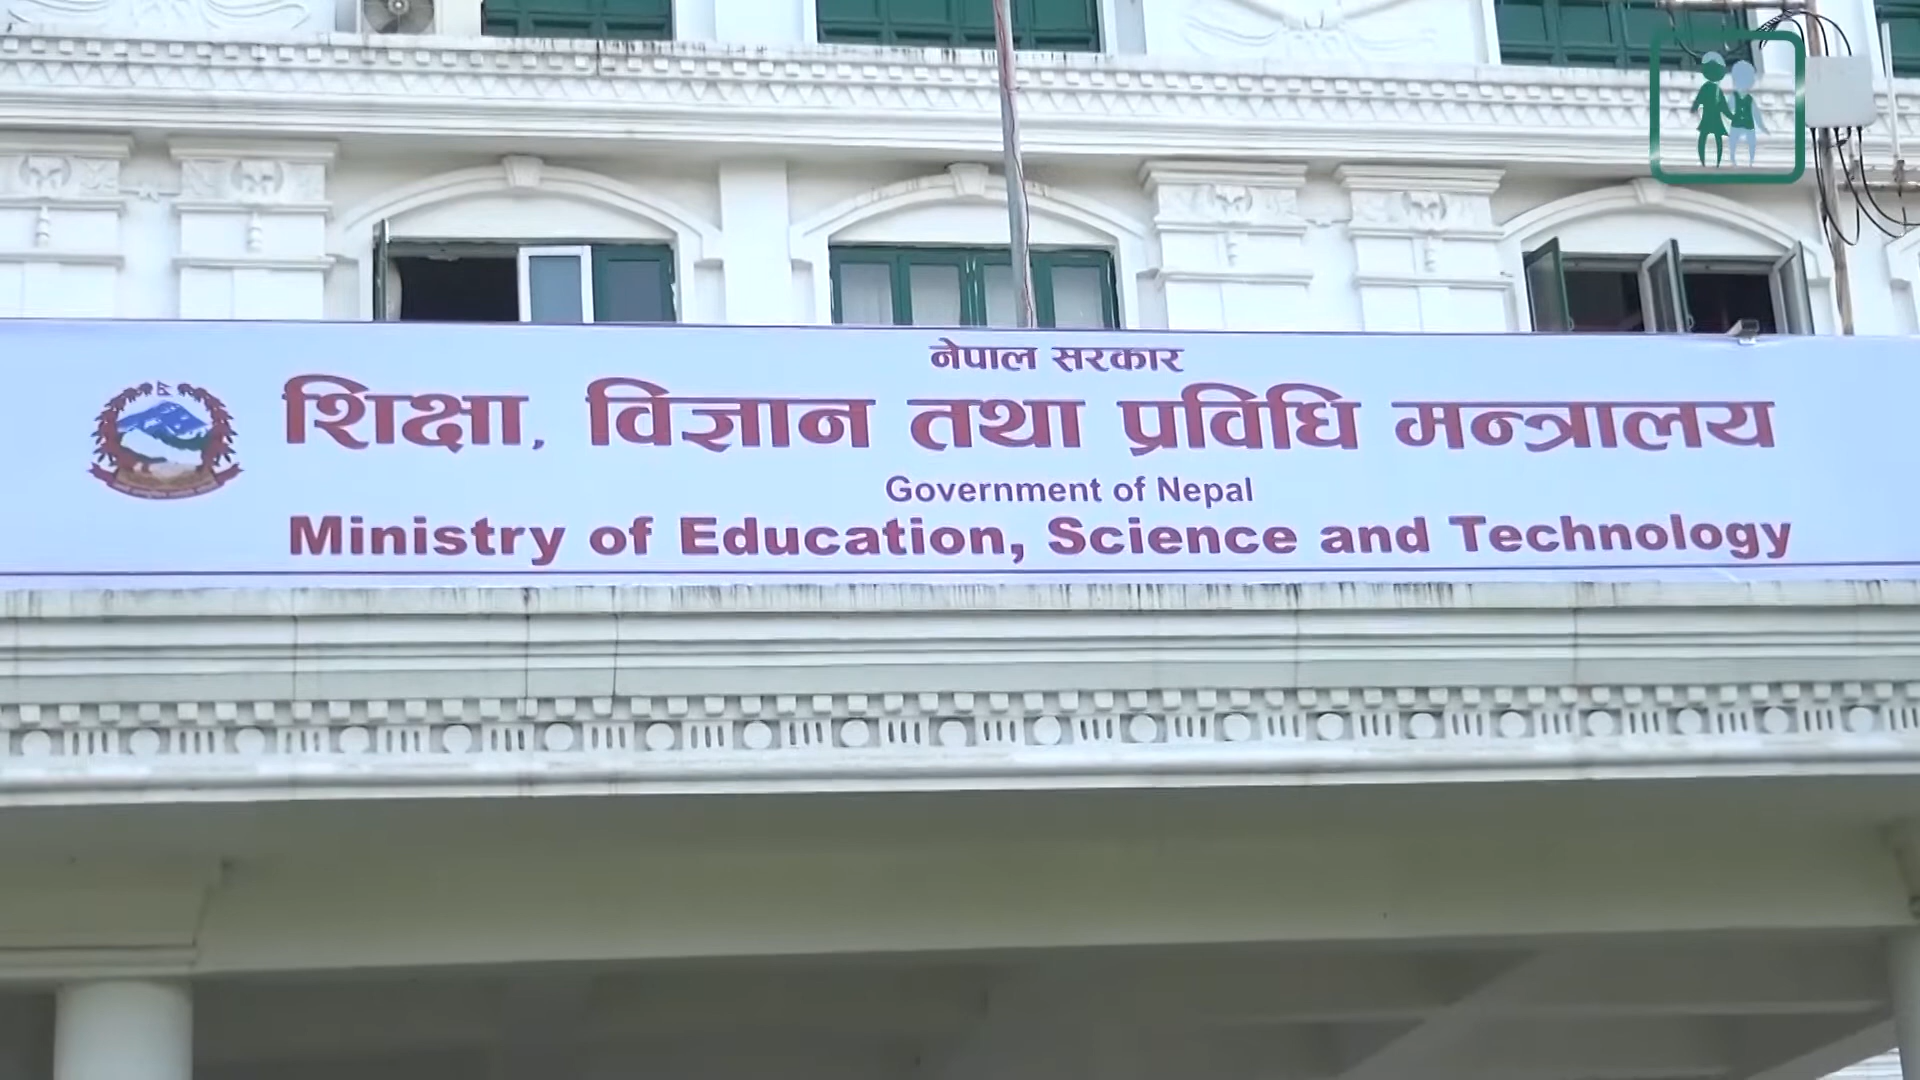 नेपाल सरकार
शिक्षा, विज्ञान तथा प्रविधि मन्त्रालय
Government of Nepal
Ministry of Education, Science and Technology